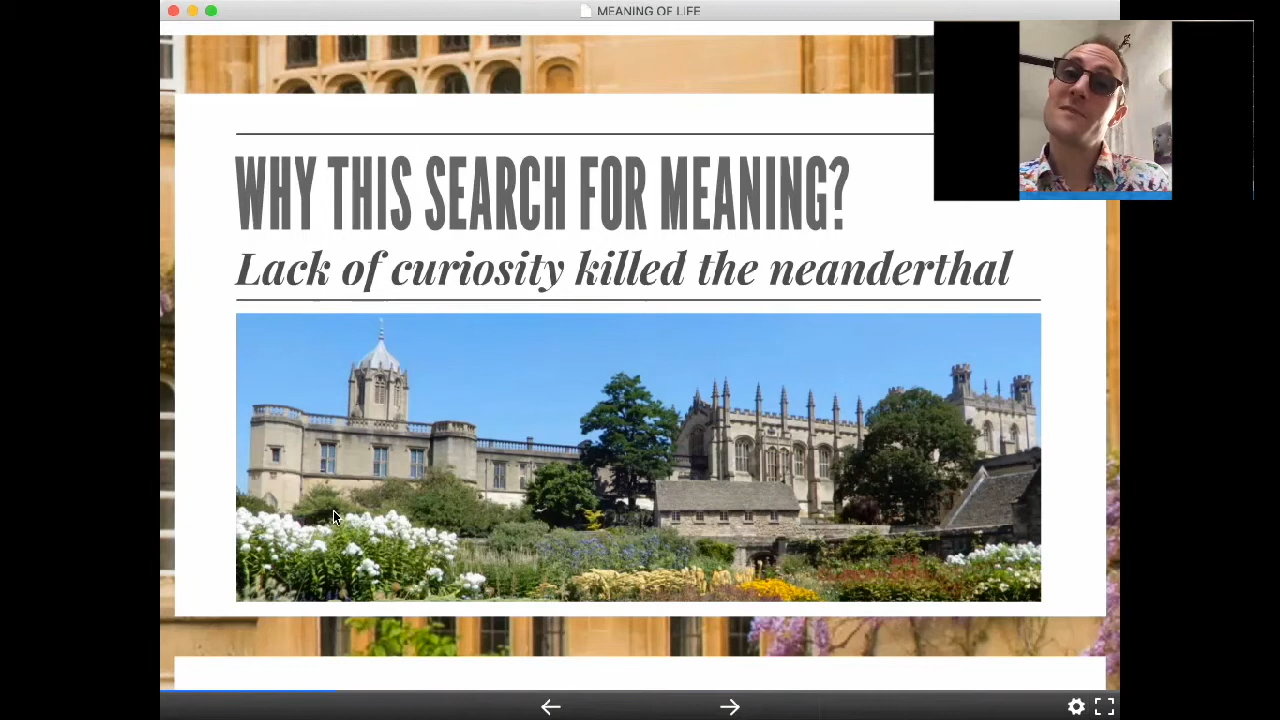 MEANING OF LIFE
WHY THIS SEARCH FOR MEANING?
Lack of curiosity killed the neanderthal